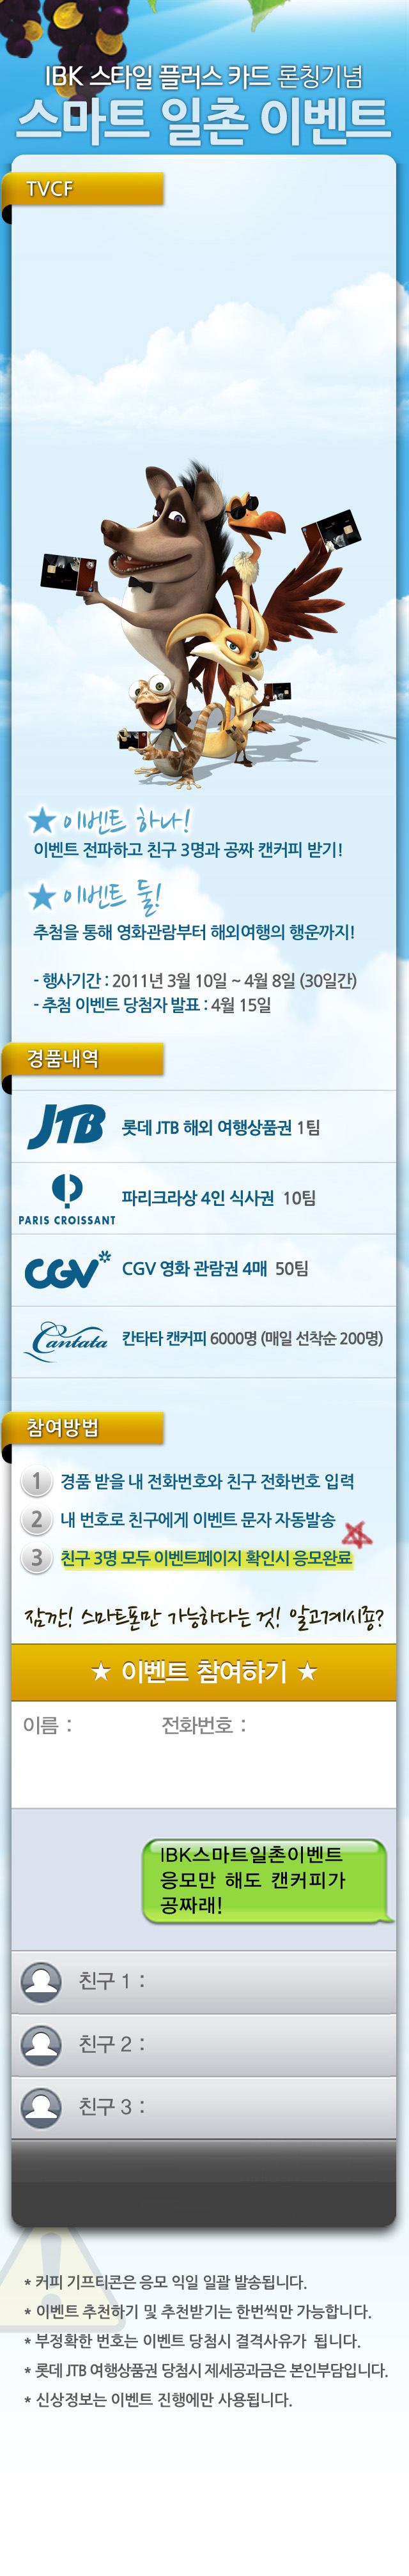 IBK 스타일 플러스 카드 론칭기념
스마트 일촌 이벤트
TVCF
★ 이벤트 하나!
이벤트 전파하고 친구 3명과 공짜 캔커피 받기!
★ 이벤트 둘!
추첨을 통해 영화관람부터 해외여행의 행운까지!
- 행사기간 : 2011년 3월 10일 ~ 4월 8일 (30일간)
- 추첨 이벤트 당첨자 발표 : 4월 15일
경품내역
JTB 롯데 JTB 해외 여행상품권 1팀
PARIS CROISSANT 파리크라상 4인 식사권 10팀
CGV* CGV 영화 관람권 4매 50팀
Cantata 칸타타 캔커피 6000명 (매일 선착순 200명)
참여방법
1 경품 받을 내 전화번호와 친구 전화번호 입력
2 내 번호로 친구에게 이벤트 문자 자동발송
3 친구 3명 모두 이벤트페이지 확인시 응모완료
잠깐! 스마트폰만 가능하다는 것! 알고계시죵?
★ 이벤트 참여하기 ★
이름 : 전화번호 :
IBK스마트일촌이벤트
응모만 해도 캔커피가
공짜래!
친구 1 :
친구 2 :
친구 3 :
* 커피 기프티콘은 응모 익일 일괄 발송됩니다.
* 이벤트 추천하기 및 추천받기는 한번씩만 가능합니다.
* 부정확한 번호는 이벤트 당첨시 결격사유가 됩니다.
* 롯데 JTB 여행상품권 당첨시 제세공과금은 본인부담입니다.
* 신상정보는 이벤트 진행에만 사용됩니다.